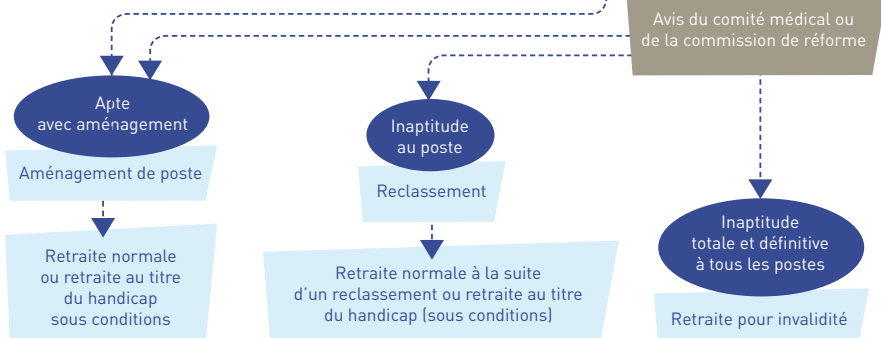 Avis du comité médical ou
de la commission de réforme
Apte
avec aménagement
Aménagement de poste
Retraite normale
ou retraite au titre
du handicap
sous conditions
Inaptitude
au poste
Reclassement
Retraite normale à la suite
d'un reclassement ou retraite au titre
du handicap (sous conditions)
Inaptitude
totale et définitive
à tous les postes
Retraite pour invalidité